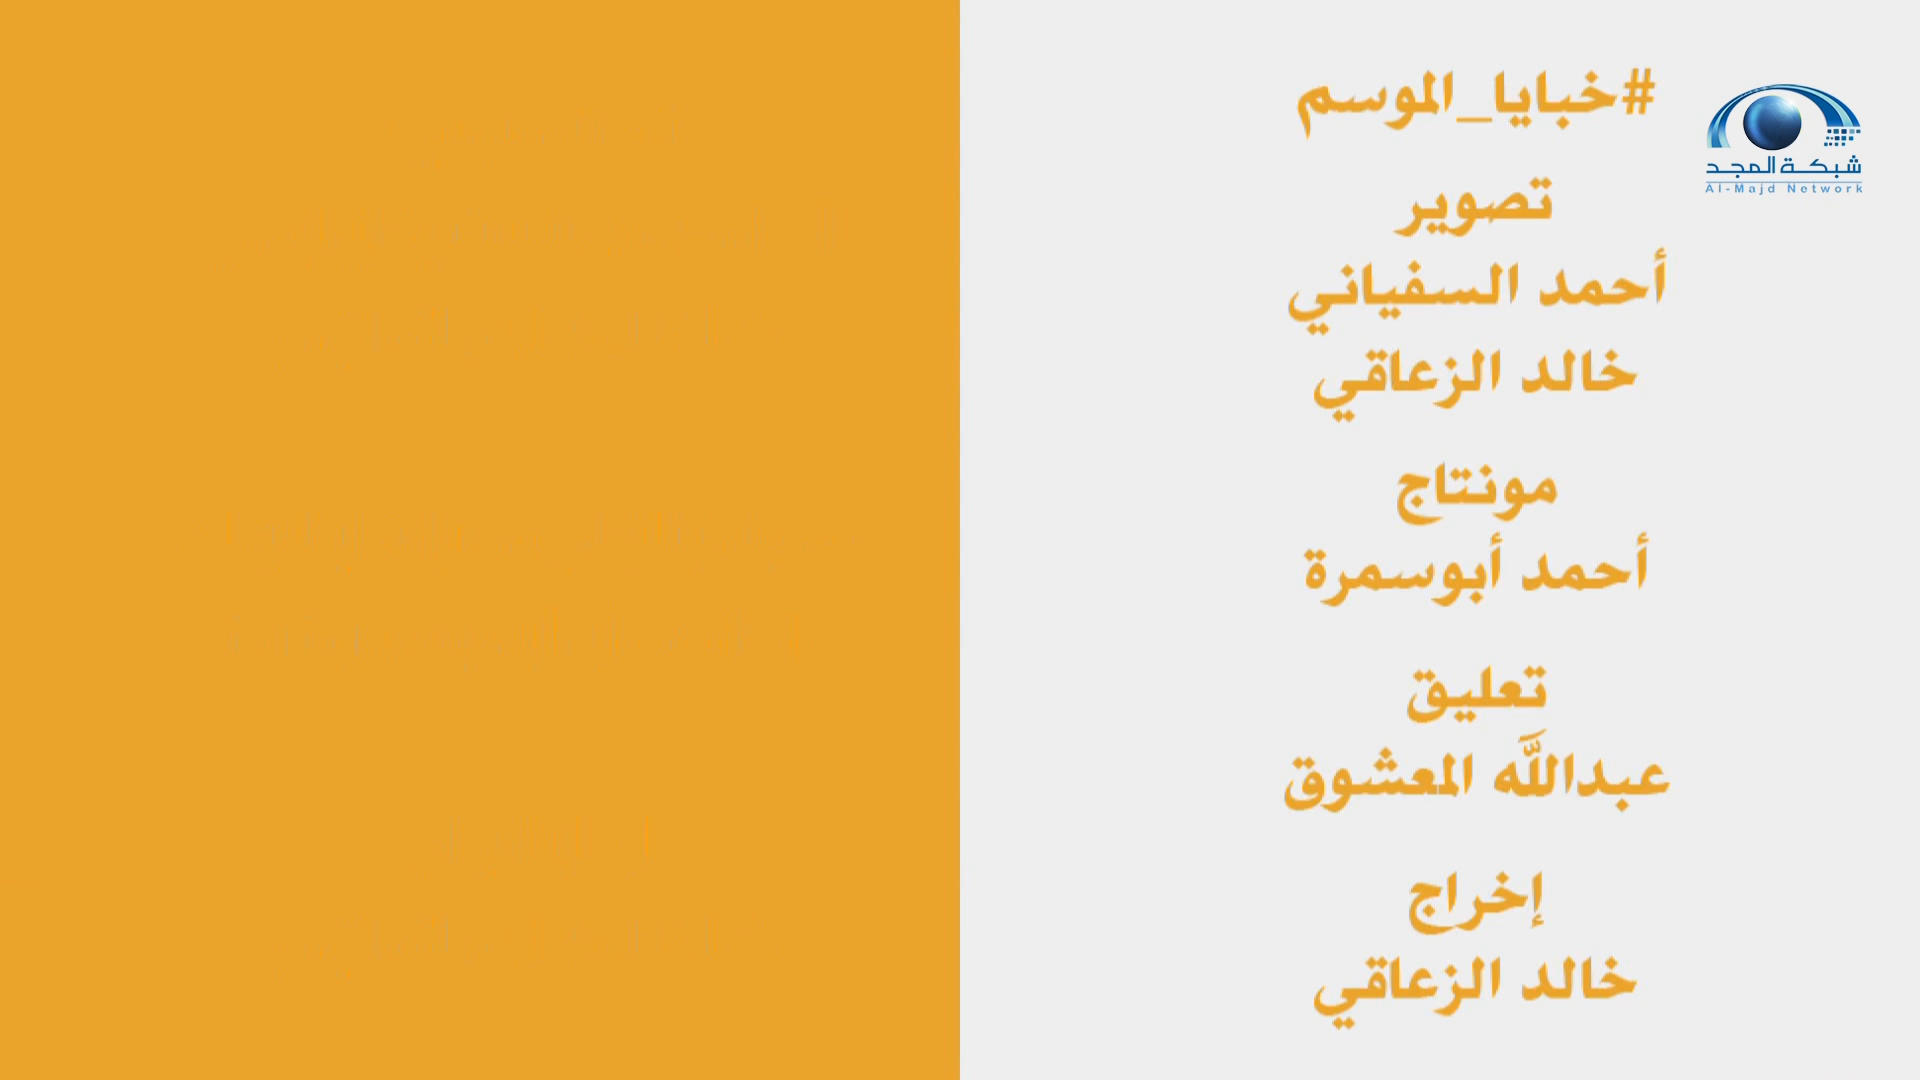 #خبايا_الموسم
شبكة المجد
Al-Majd Network
تصوير
أحمد السفياني
خالد الزعاقي
مونتاج
أحمد أبوسمرة
تعليق
عبدالله المعشوق
إخراج
خالد الزعاقي